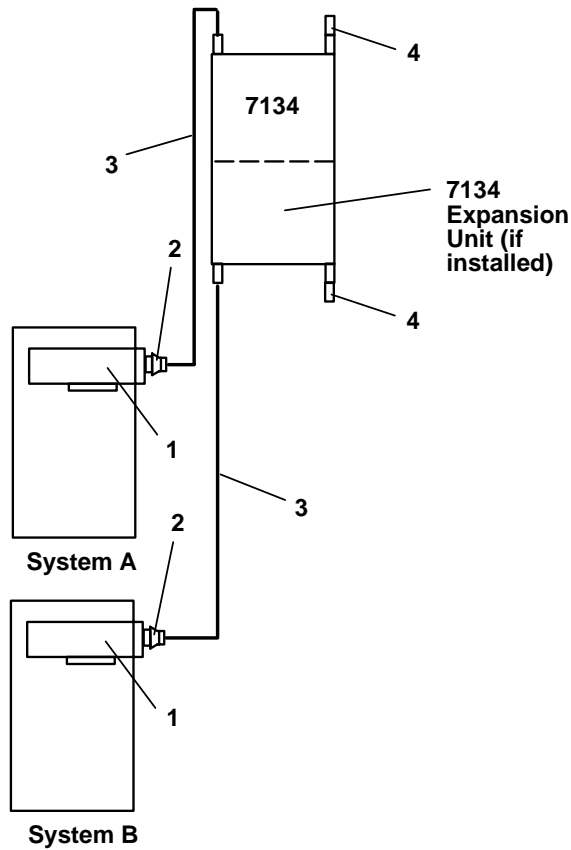 4
7134
3
7134
Expansion
Unit (if
installed)
2
4
1
3
2
System A
1
System B